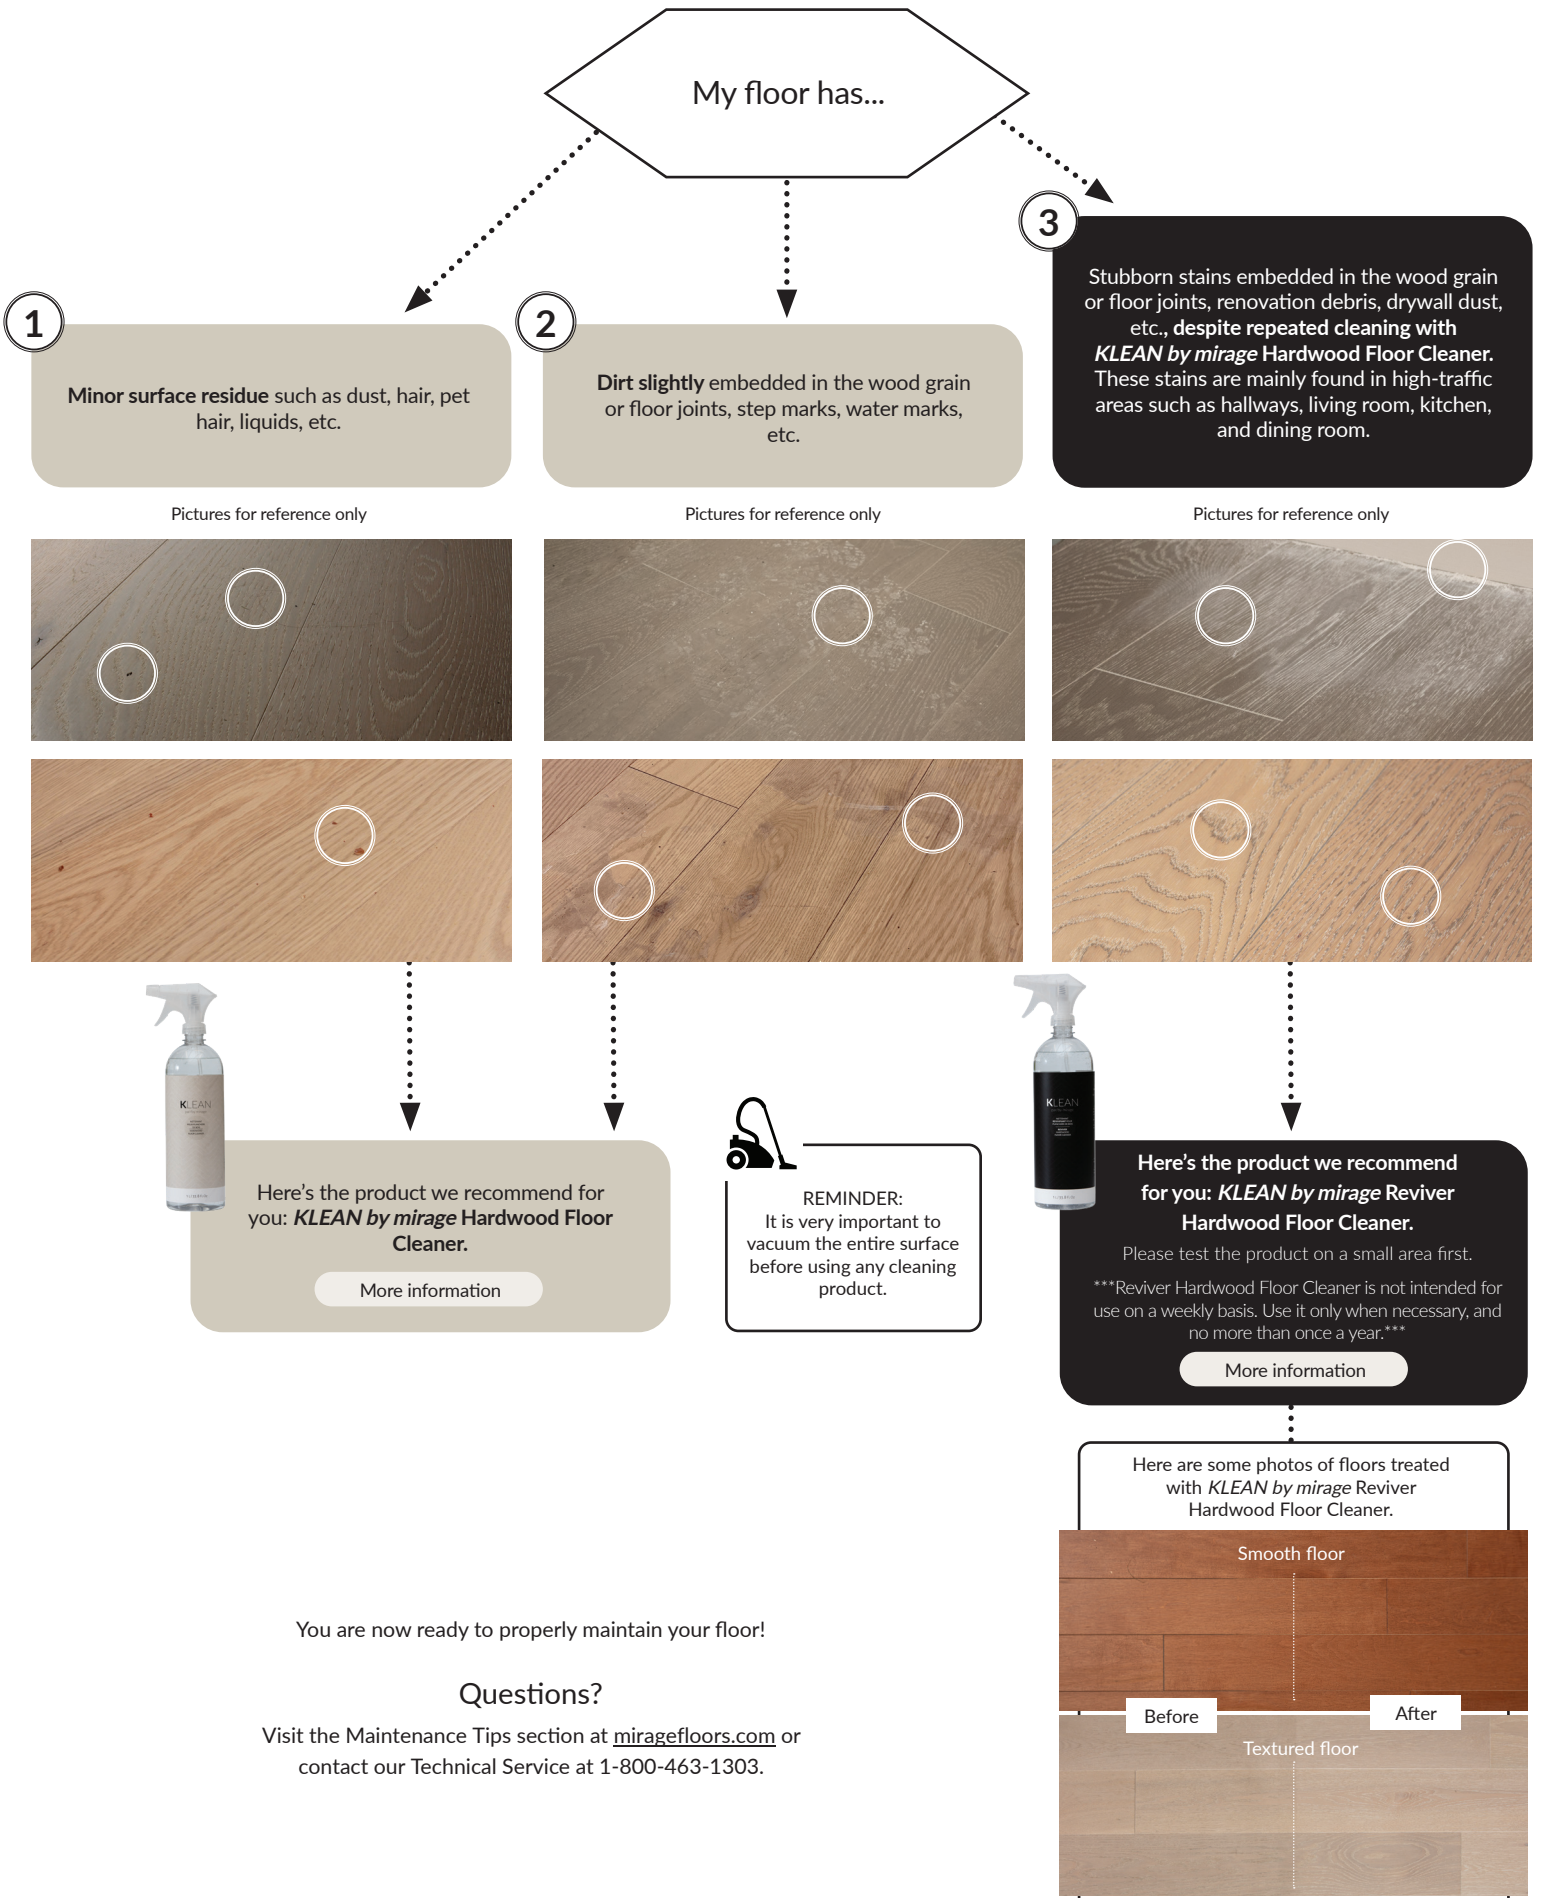 My floor has...
1
Minor surface residue such as dust, hair, pet
hair, liquids, etc.
2
Dirt slightly embedded in the wood grain
or floor joints, step marks, water marks,
etc.
3
Stubborn stains embedded in the wood grain
or floor joints, renovation debris, drywall dust,
etc., despite repeated cleaning with
KLEAN by mirage Hardwood Floor Cleaner.
These stains are mainly found in high-traffic
areas such as hallways, living room, kitchen,
and dining room.
Pictures for reference only
Pictures for reference only
Pictures for reference only
KLEAN
Here's the product we recommend for
you: KLEAN by mirage Hardwood Floor
Cleaner.
More information
REMINDER:
It is very important to
vacuum the entire surface
before using any cleaning
product.
KLEAN
Here's the product we recommend
for you: KLEAN by mirage Reviver
Hardwood Floor Cleaner.
Please test the product on a small area first.
***Reviver Hardwood Floor Cleaner is not intended for
use on a weekly basis. Use it only when necessary, and
no more than once a year.***
More information
Here are some photos of floors treated
with KLEAN by mirage Reviver
Hardwood Floor Cleaner.
Smooth floor
Before
After
Textured floor
You are now ready to properly maintain your floor!
Questions?
Visit the Maintenance Tips section at miragefloors.com or
contact our Technical Service at 1-800-463-1303.